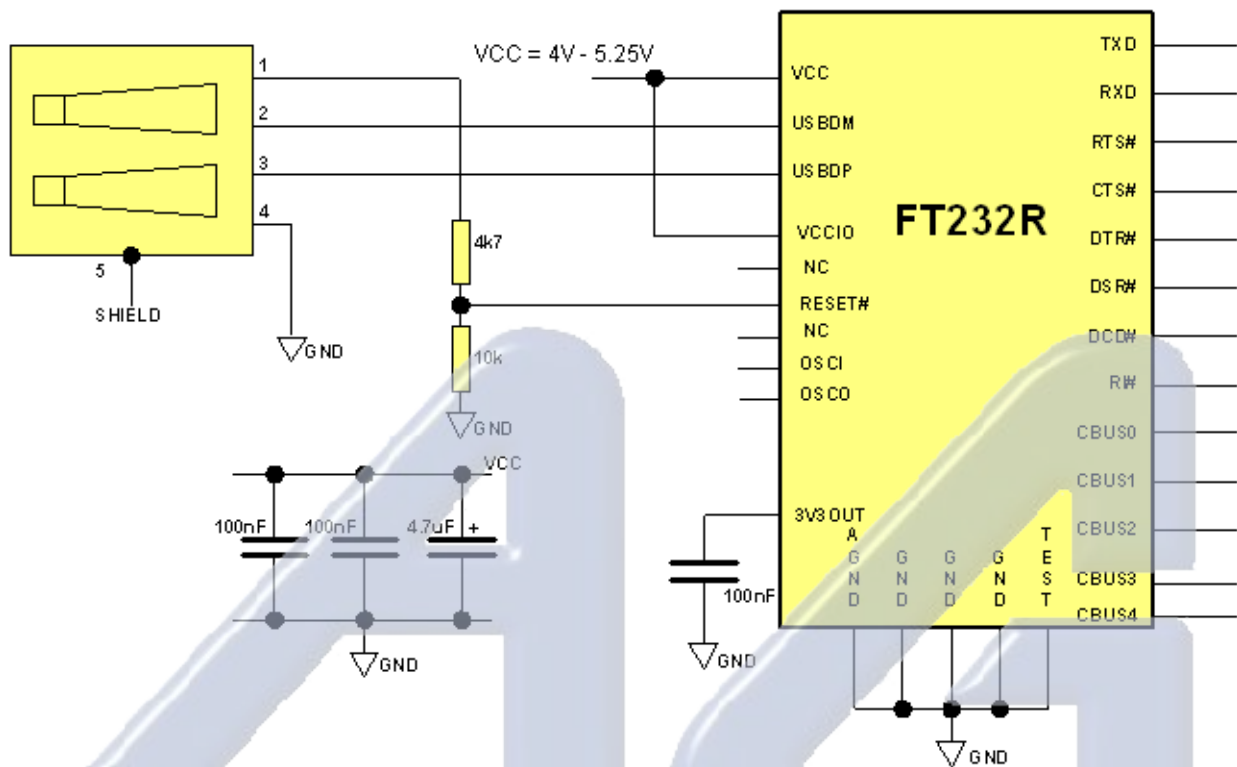 1
2
3
4
5
SHIELD
GND
VCC = 4V - 5.25V
4k7
10k
GND
VCC
100nF
100nF
4.7uF +
GND
FT232R
VCC
USBDM
USBDP
VCCIO
NC
RESET#
NC
OSCI
OSCO
3V3OUT
100nF
GND
AGND
GND
GND
GND
TEST
GND
TXD
RXD
RTS#
CTS#
DTR#
DSR#
DCD#
RI#
CBUS0
CBUS1
CBUS2
CBUS3
CBUS4